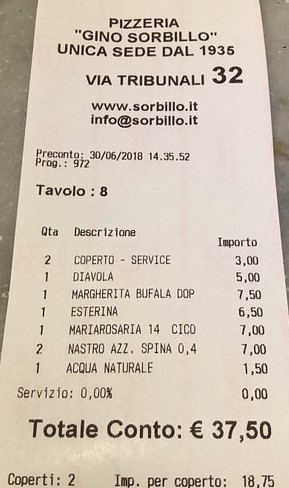 PIZZERIA
"GINO SORBILLO"
UNICA SEDE DAL 1935
VIA TRIBUNALI 32
www.sorbillo.it
info@sorbillo.it
Preconto: 30/06/2018 14.35.52
Prog.: 972
Tavolo : 8
Qta Descrizione
Importo
2 COPERTO - SERVICE 3,00
1 DIAVOLA 5,00
1 MARGHERITA BUFALA DOP 7,50
1 ESTERINA 6,50
1 MARIAROSARIA 14 CICO 7,00
2 NASTRO AZZ. SPINA 0,4 7,00
1 ACQUA NATURALE 1,50
Servizio: 0,00% 0,00
Totale Conto: € 37,50
Coperti: 2 Imp. per coperto: 18,75